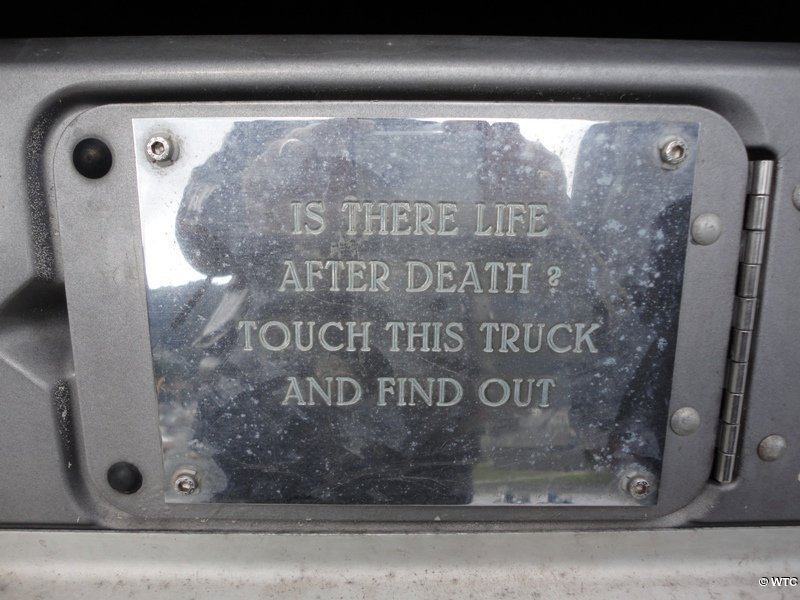 IS THERE LIFE
AFTER DEATH ?
TOUCH THIS TRUCK
AND FIND OUT
© WTC